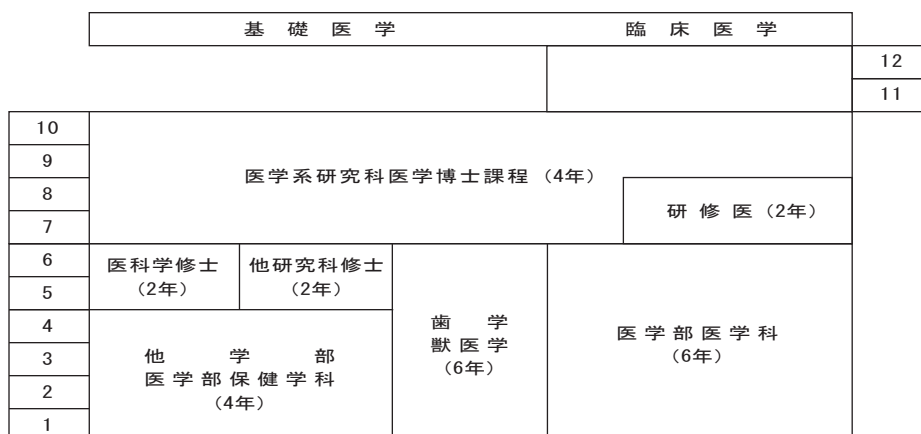 基礎医学 臨床医学
12
11
10
9
医学系研究科医学博士課程（4年）
8
研修医（2年）
7
6
医科学修士 他研究科修士
（2年） （2年）
5
4
歯学
獣医学
（6年）
医学部医学科
（6年）
3
他学部
医学部保健学科
（4年）
2
1